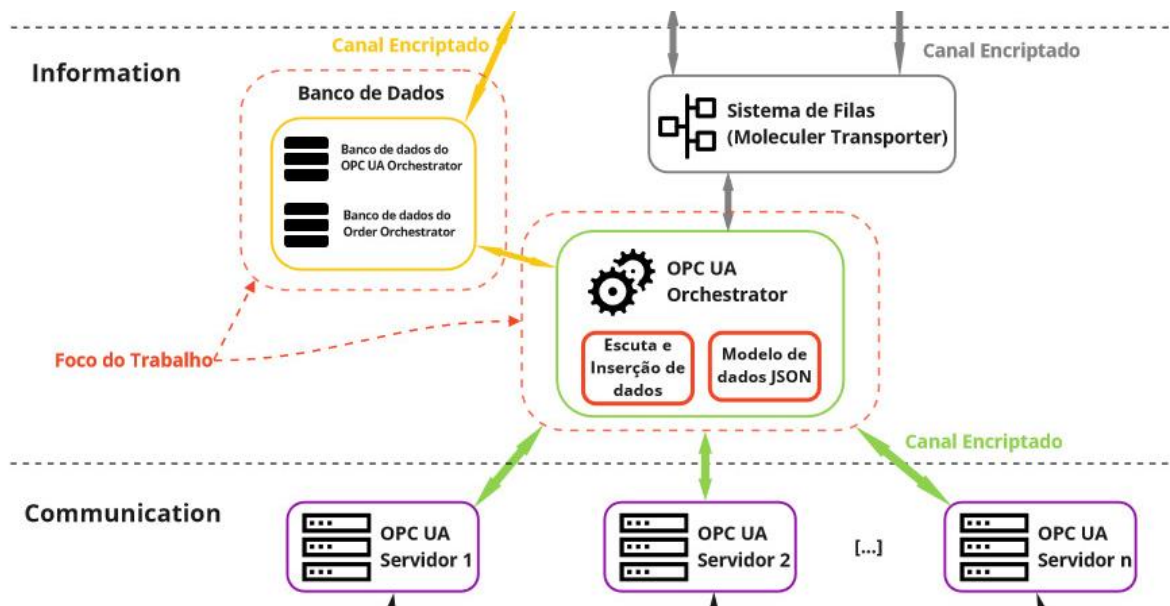 Canal Encriptado
Canal Encriptado
Information
Banco de Dados
Banco de dados do
OPC UA Orchestrator
Banco de dados do
Order Orchestrator
Sistema de Filas
(Moleculer Transporter)
OPC UA
Orchestrator
Escuta e
Inserção de
dados
Modelo de
dados JSON
Foco do Trabalho
Canal Encriptado
Communication
OPC UA
Servidor 1
OPC UA
Servidor 2
[...]
OPC UA
Servidor n